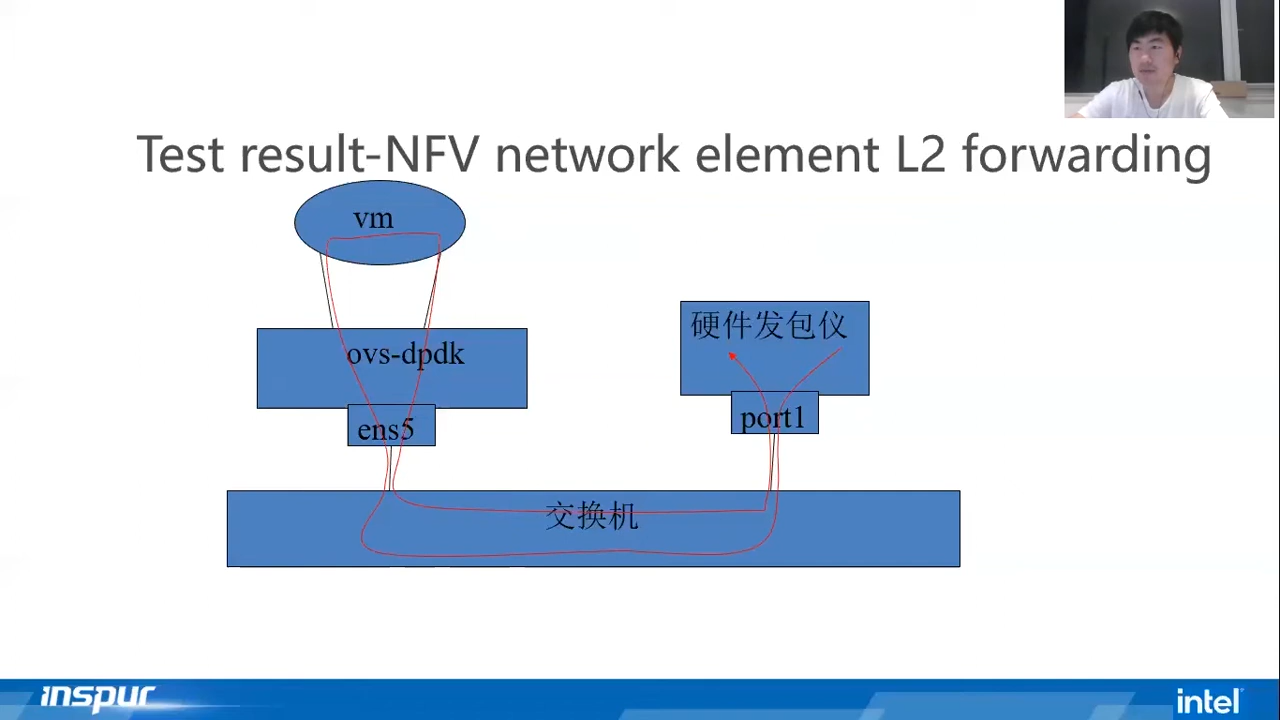 Test result-NFV network element L2 forwarding
vm
硬件发包仪
ovs-dpdk
port1
ens5
交换机
inspur
intel